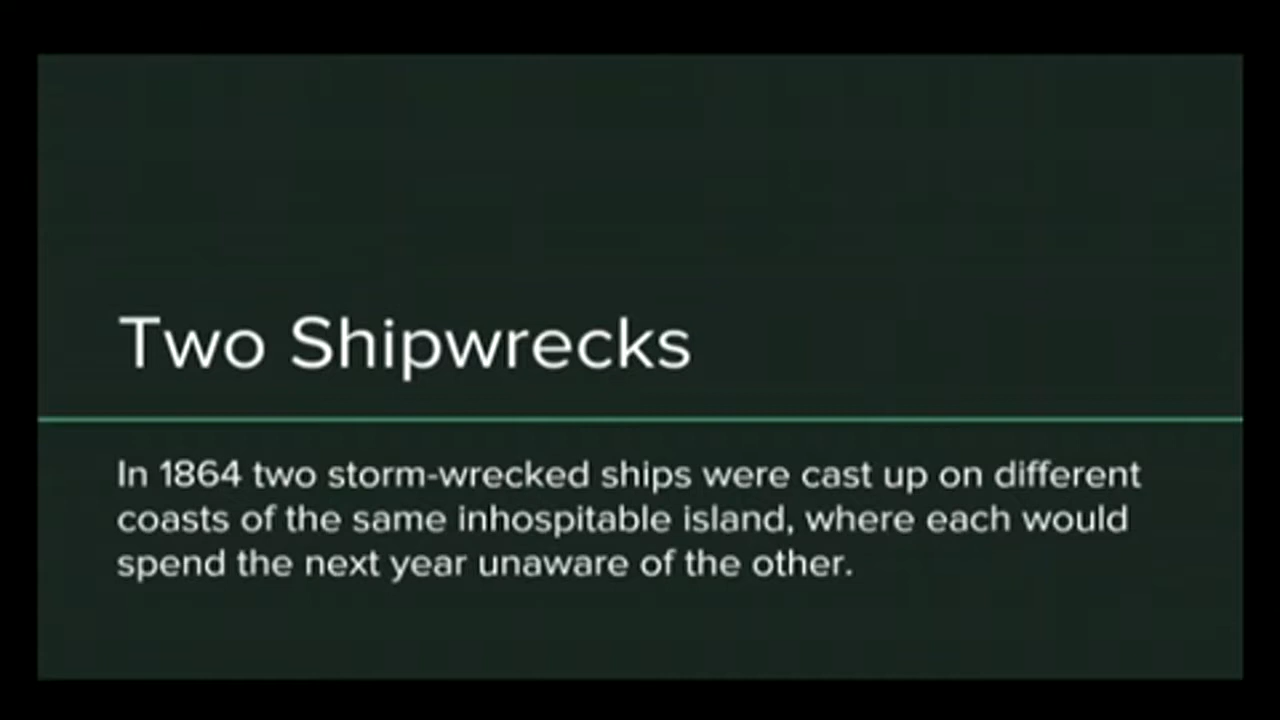 Two Shipwrecks
In 1864 two storm-wrecked ships were cast up on different
coasts of the same inhospitable island, where each would
spend the next year unaware of the other.